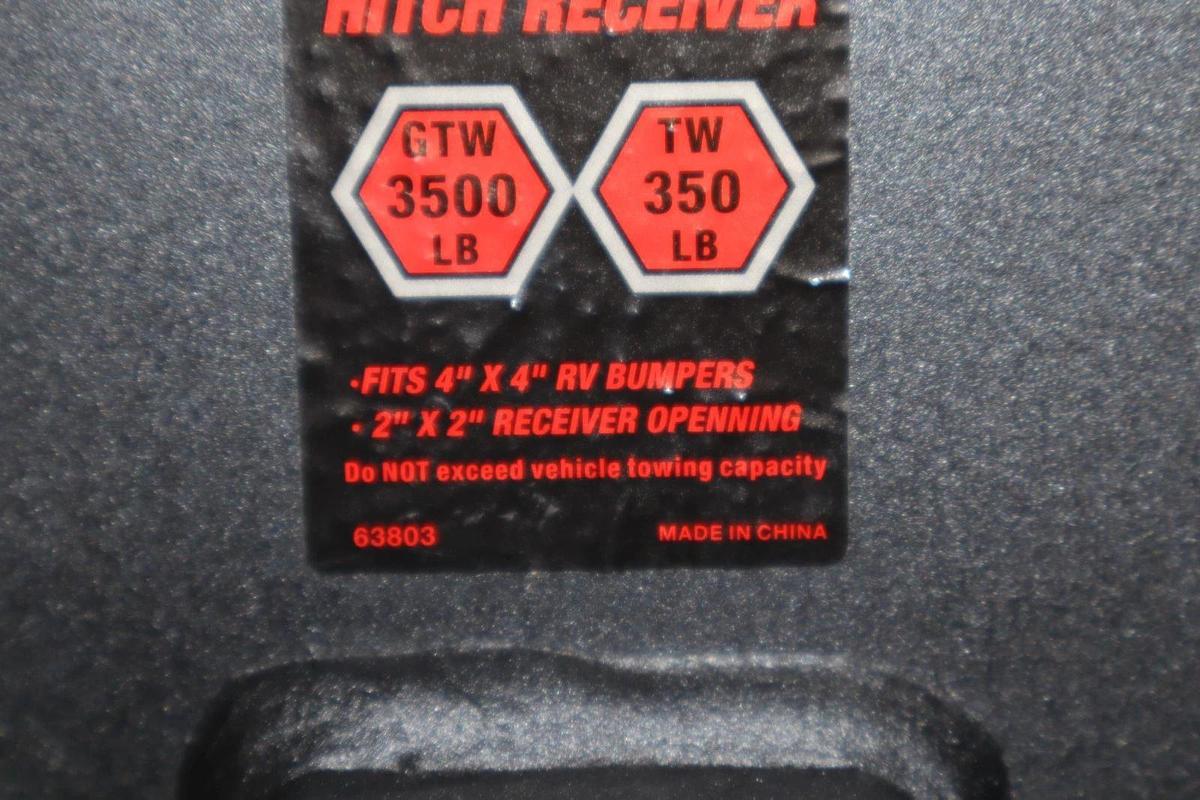 HITCH RECEIVER
GTW
3500
LB
TW
350
LB
·FITS 4" X 4" RV BUMPERS
· 2" X 2" RECEIVER OPENNING
Do NOT exceed vehicle towing capacity
63803
MADE IN CHINA